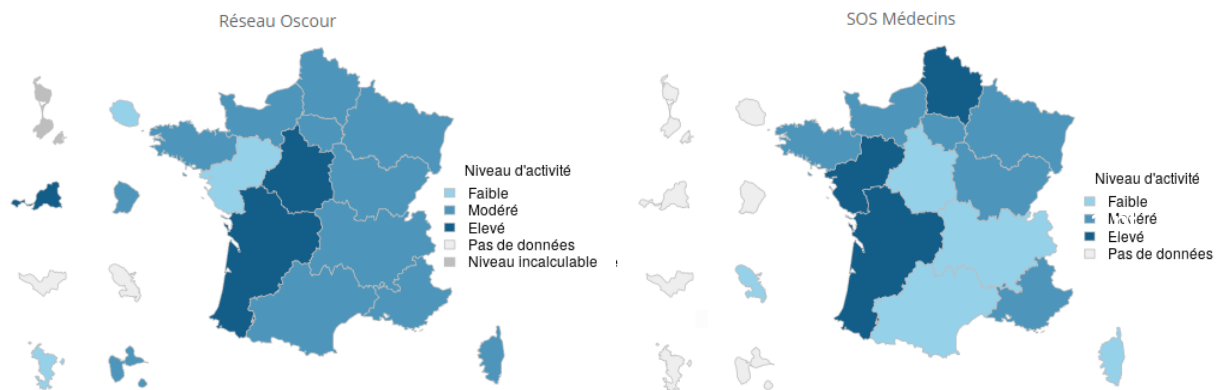 Réseau Oscour
Niveau d'activité
Faible
Modéré
Elevé
Pas de données
Niveau incalculable
SOS Médecins
Niveau d'activité
Faible
Modéré
Elevé
Pas de données